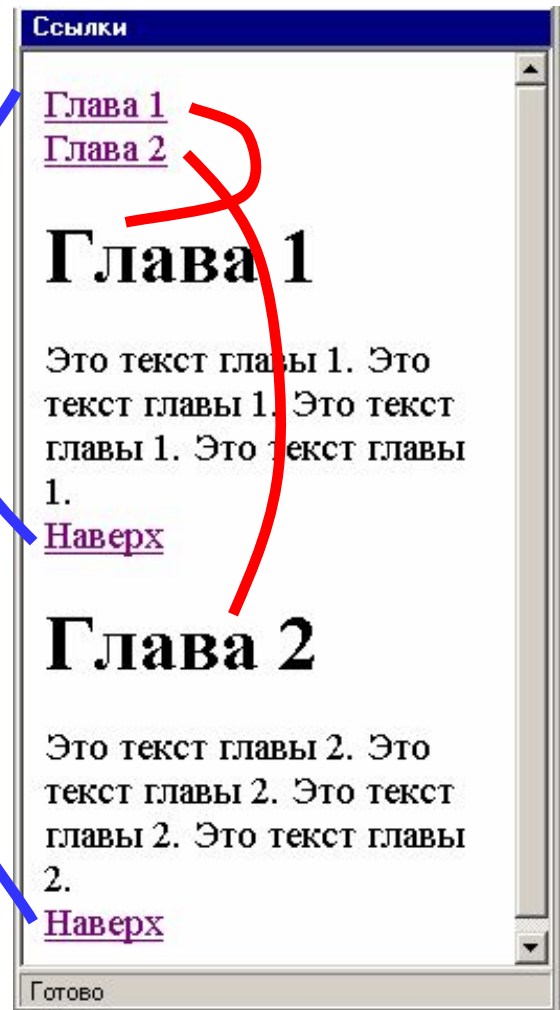 Ссылки
Глава 1
Глава 2
Глава 1
Это текст главы 1. Это
текст главы 1. Это текст
главы 1. Это текст главы
1.
Наверх
Глава 2
Это текст главы 2. Это
текст главы 2. Это текст
главы 2. Это текст главы
2.
Наверх
Готово